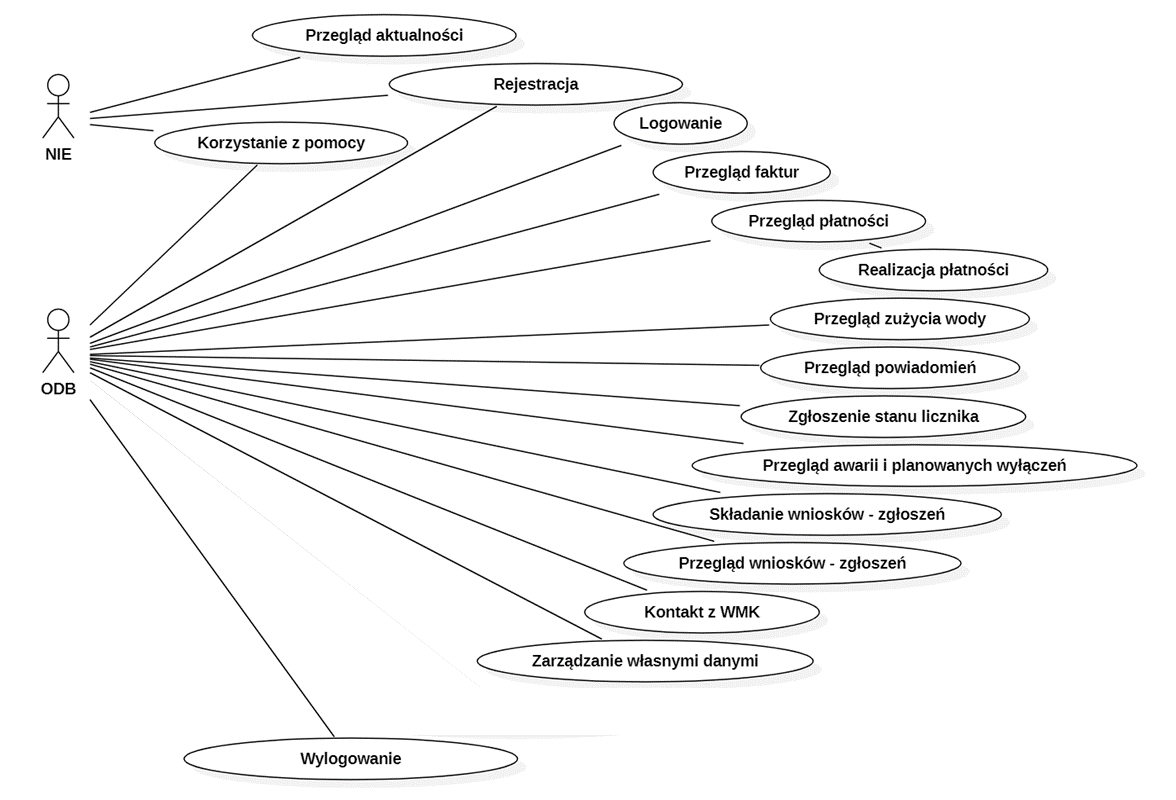 Przegląd aktualności
Rejestracja
Logowanie
NIE
Korzystanie z pomocy
Przegląd faktur
Przegląd płatności
Realizacja płatności
Przegląd zużycia wody
Przegląd powiadomień
ODB
Zgłoszenie stanu licznika
Przegląd awarii i planowanych wyłączeń
Składanie wniosków - zgłoszeń
Przegląd wniosków - zgłoszeń
Kontakt z WMK
Zarządzanie własnymi danymi
Wylogowanie